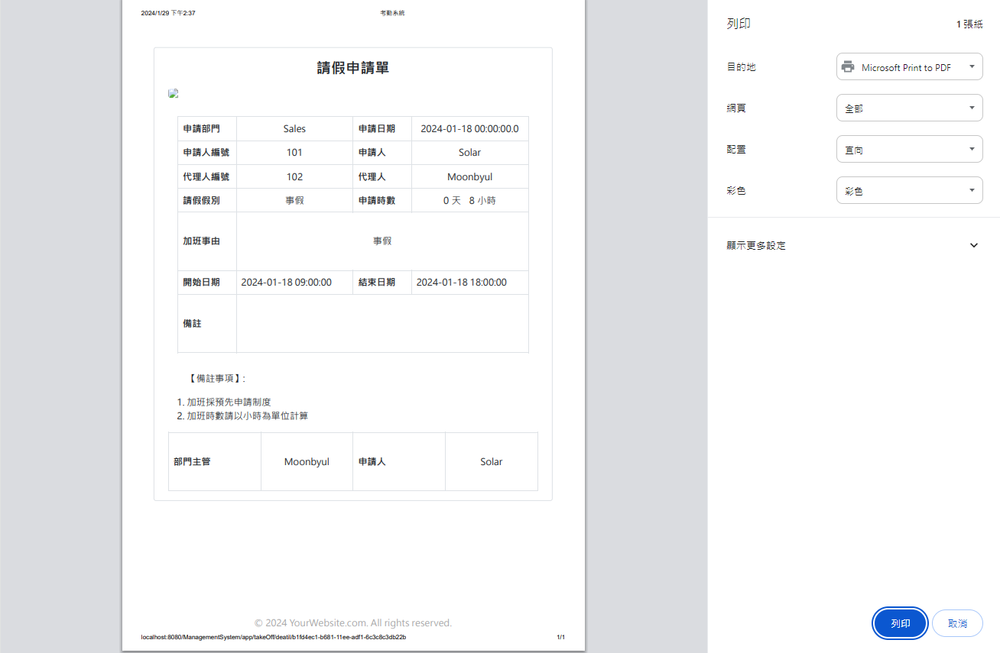 2024/1/29 下午2:37 考勤系統
請假申請單
申請部門 Sales 申請日期 2024-01-18 00:00:00.0
申請人編號 101 申請人 Solar
代理人編號 102 代理人 Moonbyul
請假假別 事假 申請時數 0 天 8 小時
加班事由 事假
開始日期 2024-01-18 09:00:00 結束日期 2024-01-18 18:00:00
備註
【備註事項】:
1. 加班採預先申請制度
2. 加班時數請以小時為單位計算
部門主管 Moonbyul 申請人 Solar
© 2024 YourWebsite.com. All rights reserved.
localhost:8080/ManagementSystem/app/takeOff/deatil/b1fd4ec1-b681-11ee-adf1-6c3c8c3db22b 1/1
列印 1 張紙
目的地 Microsoft Print to PDF
網頁 全部
配置 直向
彩色 彩色
顯示更多設定
列印 取消